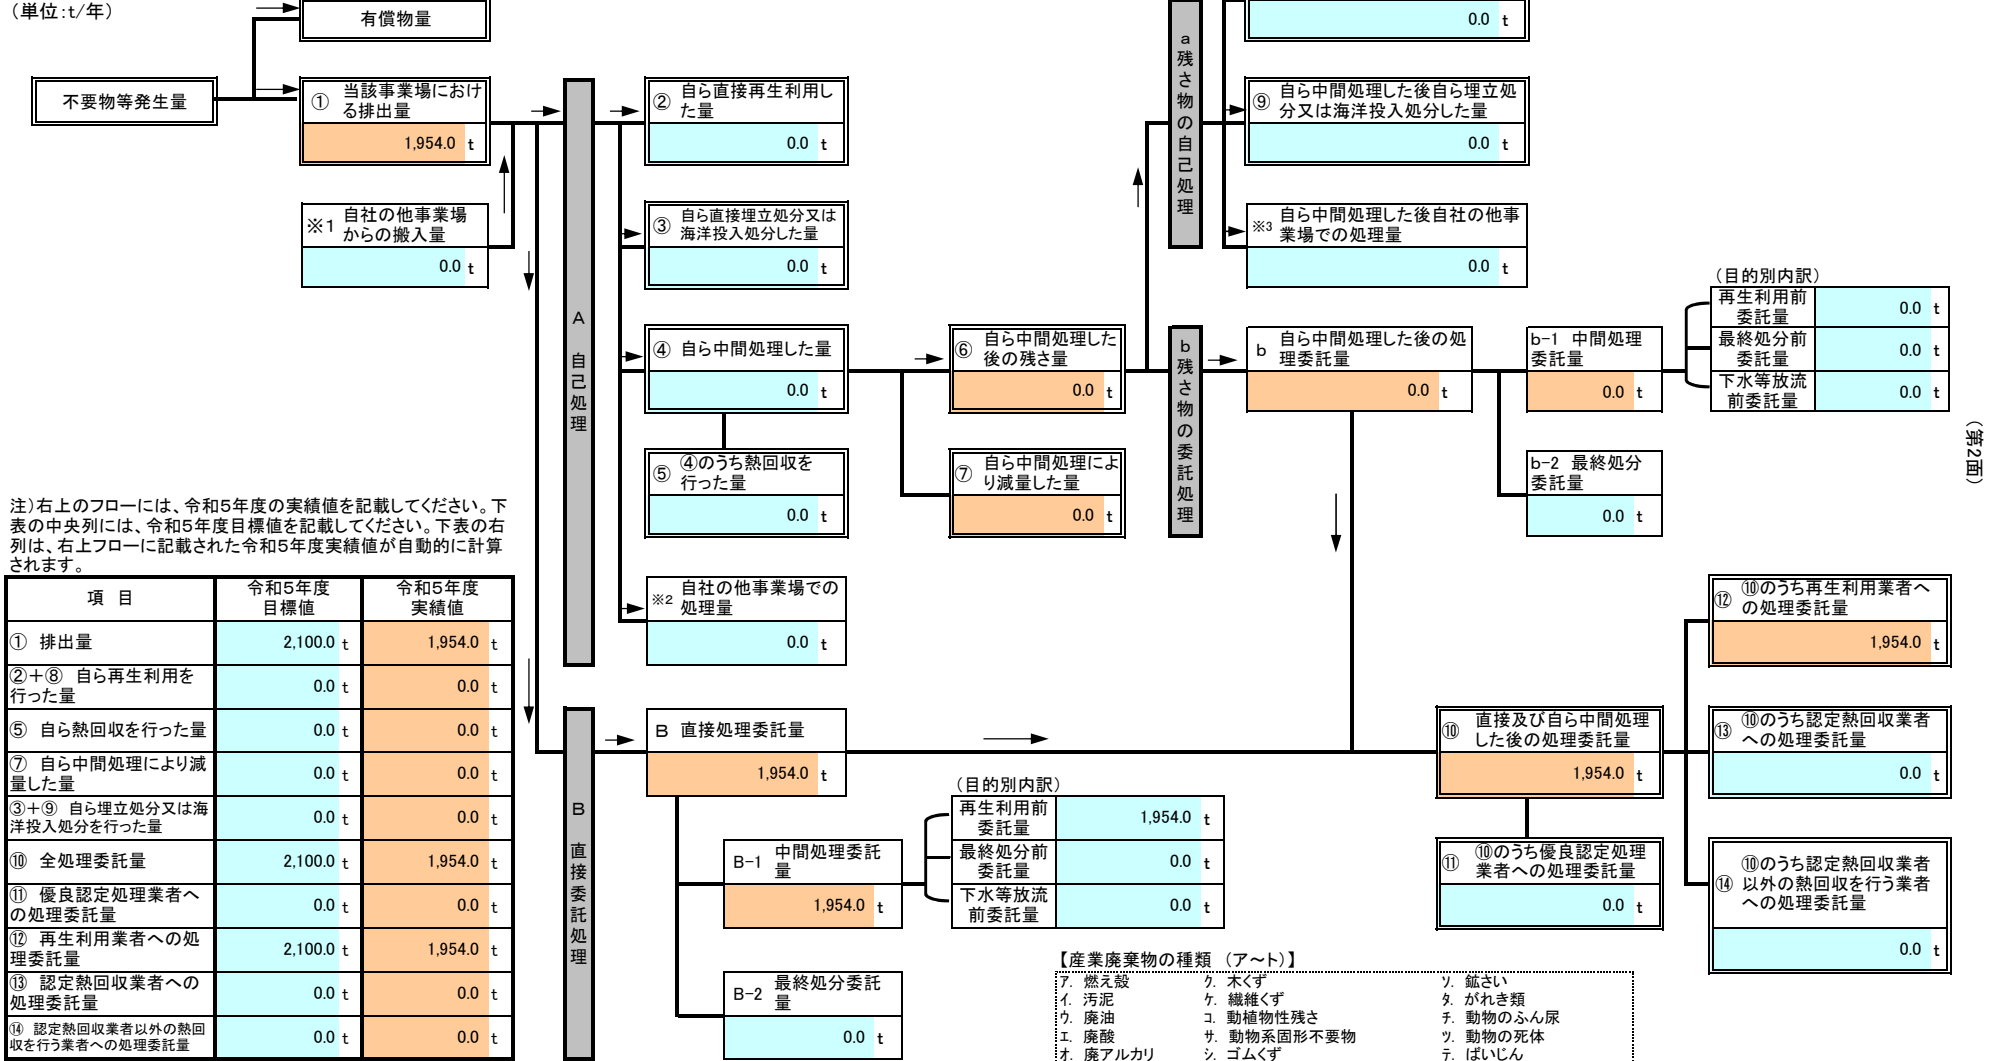 （単位:t/年）
有償物量
不要物等発生量
① 当該事業場におけ
る排出量
1,954.0 t
※1 自社の他事業場
からの搬入量
0.0 t
A 自己処理
② 自ら直接再生利用し
た量
0.0 t
③ 自ら直接埋立処分又は
海洋投入処分した量
0.0 t
④ 自ら中間処理した量
0.0 t
⑤ ④のうち熱回収を
行った量
0.0 t
※2 自社の他事業場での
処理量
0.0 t
⑥ 自ら中間処理した
後の残さ量
0.0 t
⑦ 自ら中間処理によ
り減量した量
0.0 t
a 残さ物の自己処理
0.0 t
⑨ 自ら中間処理した後自ら埋立処
分又は海洋投入処分した量
0.0 t
※3 自ら中間処理した後自社の他事
業場での処理量
0.0 t
b 残さ物の委託処理
b 自ら中間処理した後の処
理委託量
0.0 t
b-1 中間処理
委託量
0.0 t
b-2 最終処分
委託量
0.0 t
（目的別内訳）
再生利用前
委託量 0.0 t
最終処分前
委託量 0.0 t
下水等放流
前委託量 0.0 t
（第2面）
注）右上のフローには、令和5年度の実績値を記載してください。下
表の中央列には、令和5年度目標値を記載してください。下表の右
列は、右上フローに記載された令和5年度実績値が自動的に計算
されます。
項 目 令和5年度 目標値 令和5年度 実績値
① 排出量 2,100.0 t 1,954.0 t
②＋⑧ 自ら再生利用を
行った量 0.0 t 0.0 t
⑤ 自ら熱回収を行った量 0.0 t 0.0 t
⑦ 自ら中間処理により減
量した量 0.0 t 0.0 t
③＋⑨ 自ら埋立処分又は海
洋投入処分を行った量 0.0 t 0.0 t
⑩ 全処理委託量 2,100.0 t 1,954.0 t
⑪ 優良認定処理業者へ
の処理委託量 0.0 t 0.0 t
⑫ 再生利用業者への処
理委託量 2,100.0 t 1,954.0 t
⑬ 認定熱回収業者への
処理委託量 0.0 t 0.0 t
⑭ 認定熱回収業者以外の熱回
収を行う業者への処理委託量 0.0 t 0.0 t
B 直接委託処理
B 直接処理委託量
1,954.0 t
B-1 中間処理委託
量
1,954.0 t
B-2 最終処分委託
量
0.0 t
（目的別内訳）
再生利用前
委託量 1,954.0 t
最終処分前
委託量 0.0 t
下水等放流
前委託量 0.0 t
⑩ 直接及び自ら中間処理
した後の処理委託量
1,954.0 t
⑪ ⑩のうち優良認定処理
業者への処理委託量
0.0 t
⑫ ⑩のうち再生利用業者へ
の処理委託量
1,954.0 t
⑬ ⑩のうち認定熱回収業者
への処理委託量
0.0 t
⑭ ⑩のうち認定熱回収業者
以外の熱回収を行う業者
への処理委託量
0.0 t
【産業廃棄物の種類 （ア～ト）】
ア. 燃え殻 ク. 木くず ソ. 鉱さい
イ. 汚泥 ケ. 繊維くず タ. がれき類
ウ. 廃油 コ. 動植物性残さ チ. 動物のふん尿
エ. 廃酸 サ. 動物系固形不要物 ツ. 動物の死体
オ. 廃アルカリ シ. ゴムくず テ. ばいじん